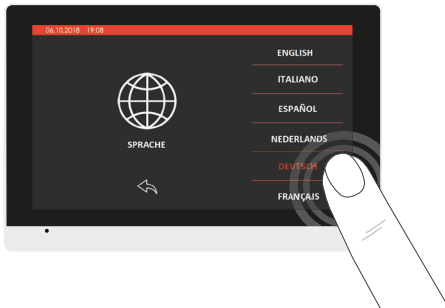 06.10.2018 19:08
ENGLISH
ITALIANO
ESPAÑOL
SPRACHE
NEDERLANDS
DEUTSCH
FRANÇAIS